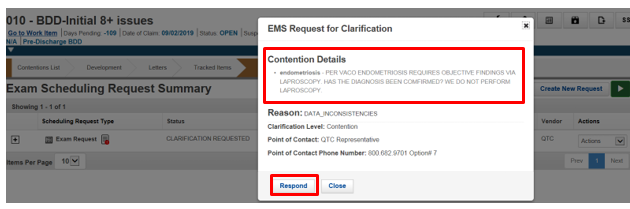 010 - BDD-Initial 8+ issues
Go to Work Item | Days Pending: -109 | Date of Claim: 09/02/2019 | Status: OPEN |
N/A | Pre-Discharge BDD
Contentions List Development Letters Tracked Items
Exam Scheduling Request Summary
Create New Request
Showing 1 - 1 of 1
Scheduling Request Type Status Vendor Actions
Exam Request CLARIFICATION REQUESTED QTC Actions
Items Per Page 10 Prev 1 Next
EMS Request for Clarification
Contention Details
endometriosis - PER VACO ENDOMETRIOSIS REQUIRES OBJECTIVE FINDINGS VIA
LAPROSCOPY. HAS THE DIAGNOSIS BEEN COMFIRMED? WE DO NOT PERFORM
LAPROSCOPY.
Reason: DATA_INCONSISTENCIES
Clarification Level: Contention
Point of Contact: QTC Representative
Point of Contact Phone Number: 800.682.9701 Option# 7
Respond Close